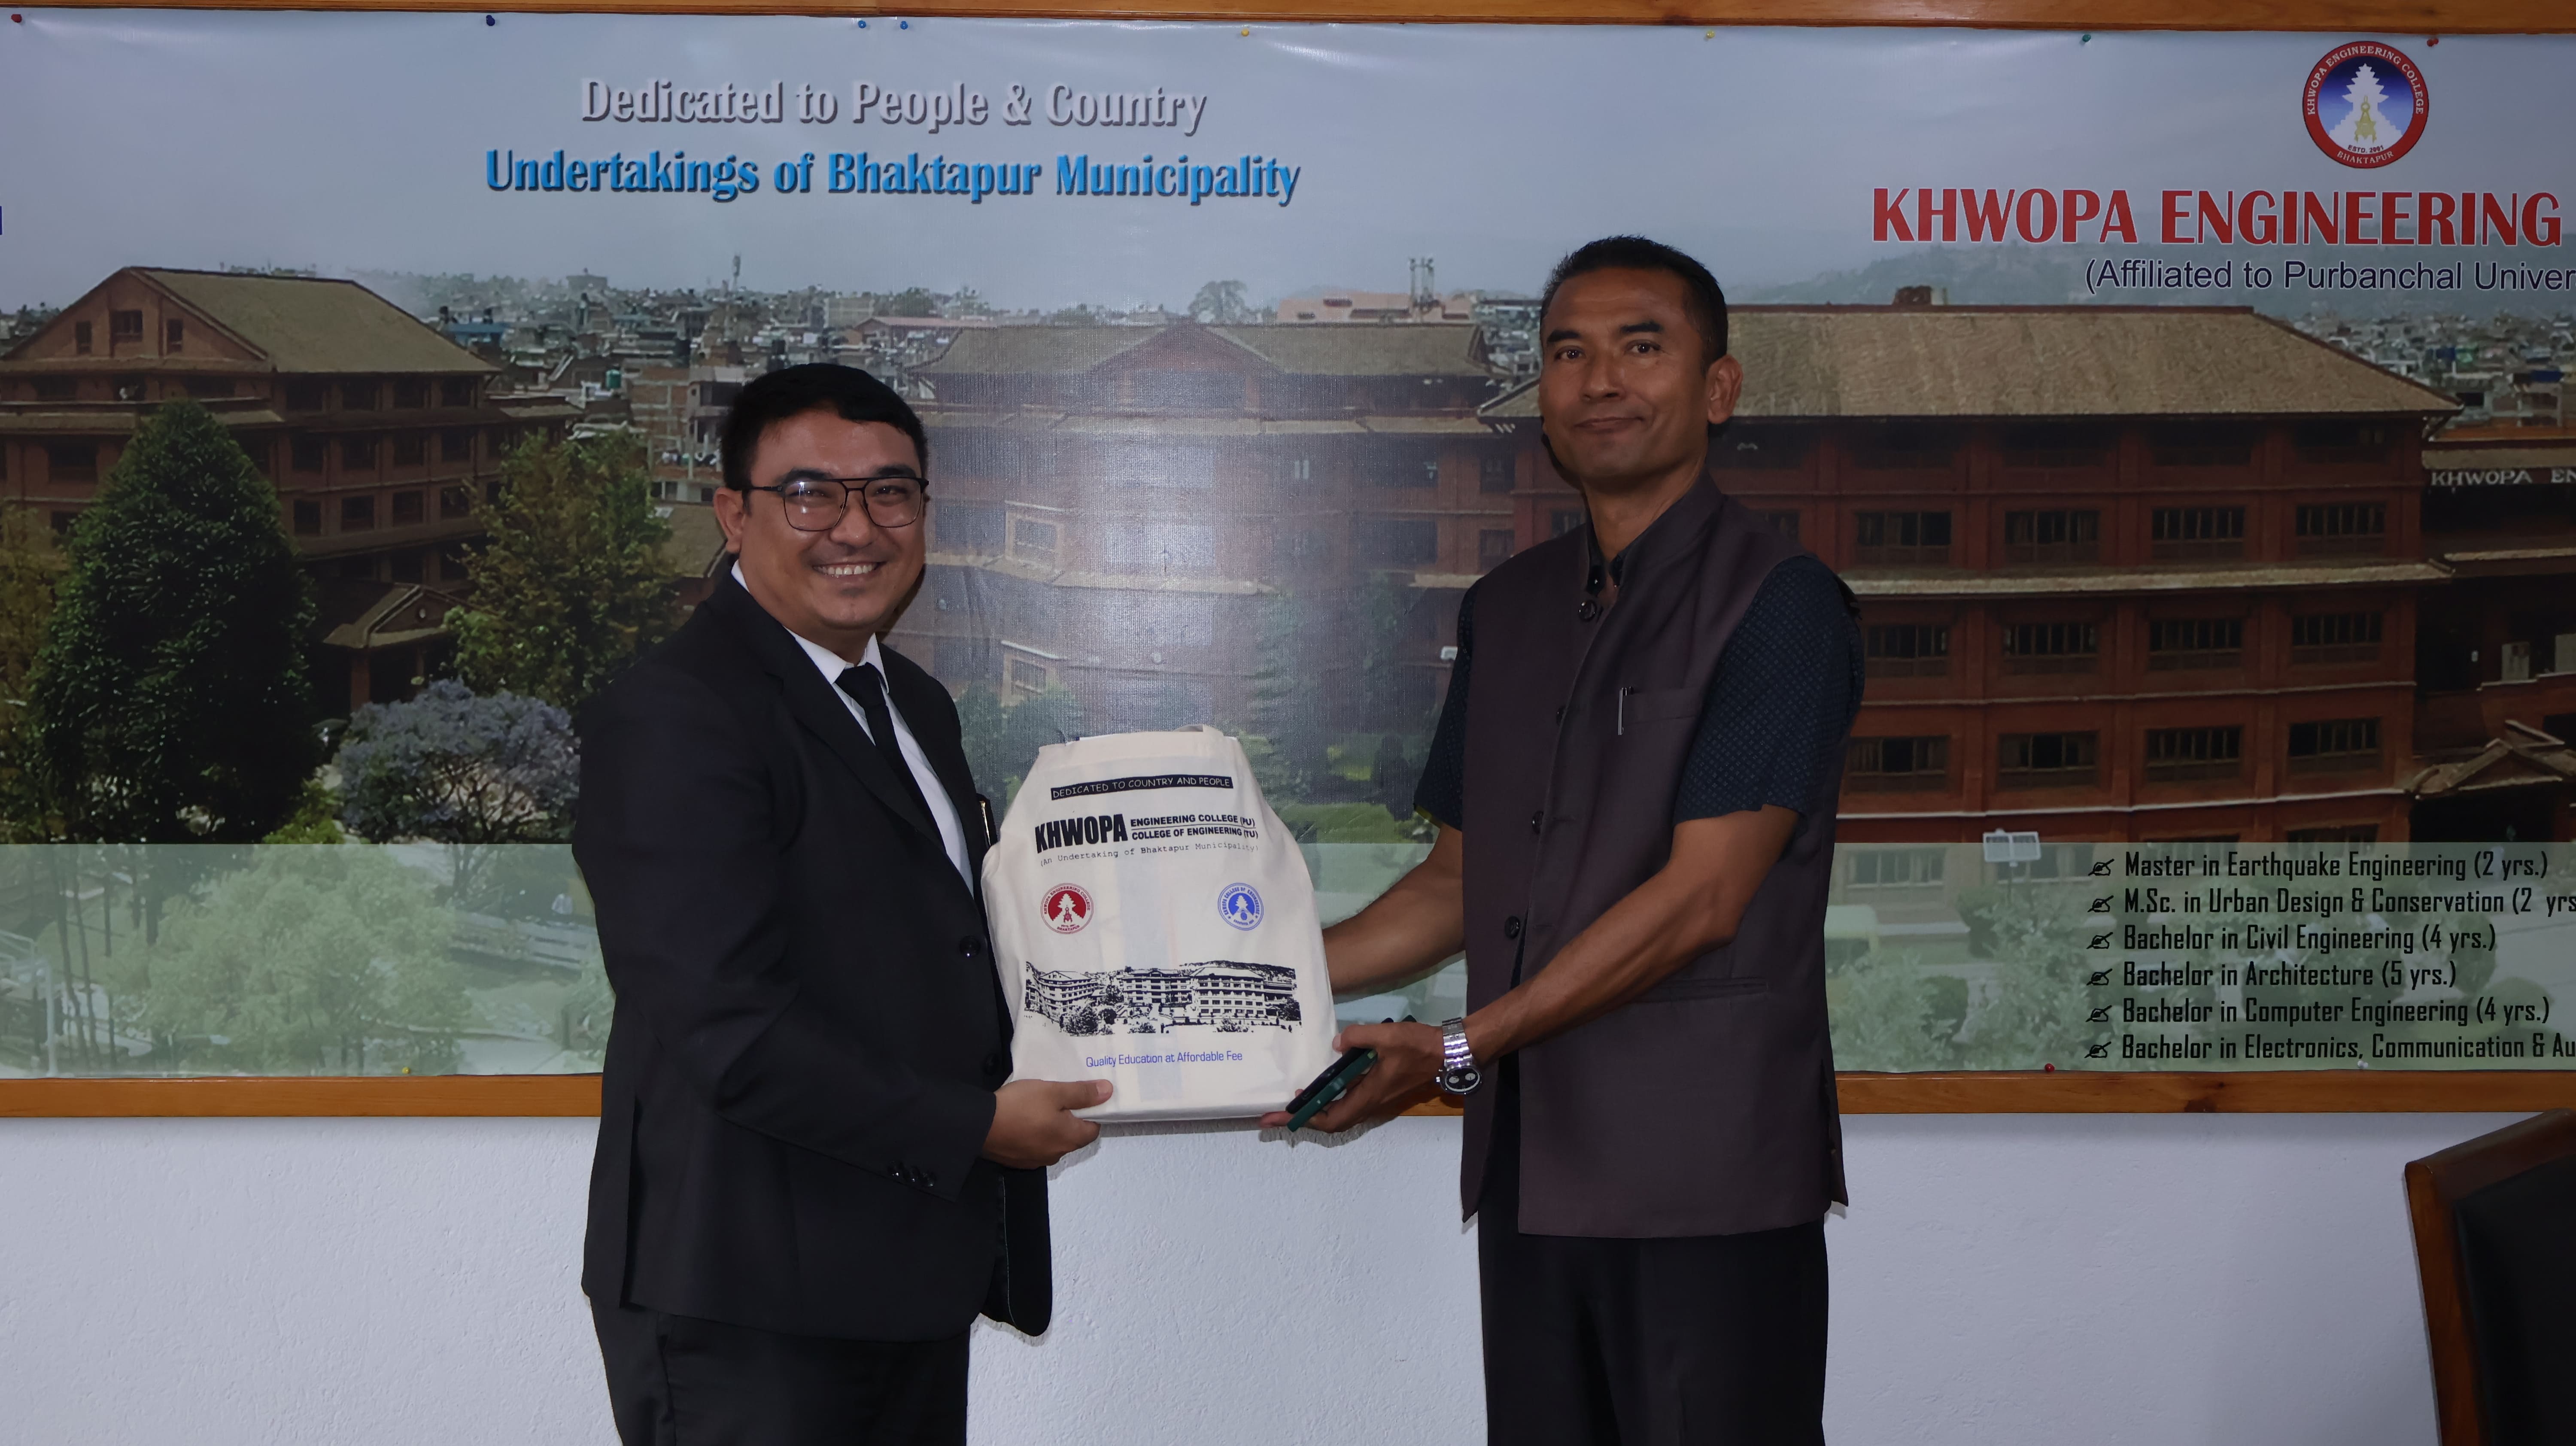 Dedicated to People & Country
Undertakings of Bhaktapur Municipality
KHWOPA ENGINEERING COLLEGE
ESTD. 2001
BHAKTAPUR
KHWOPA ENGINEERING
(Affiliated to Purbanchal Univer
KHWOPA EN
Master in Earthquake Engineering (2 yrs.)
M.Sc. in Urban Design & Conservation (2 yrs
Bachelor in Civil Engineering (4 yrs.)
Bachelor in Architecture (5 yrs.)
Bachelor in Computer Engineering (4 yrs.)
Bachelor in Electronics, Communication & Au
DEDICATED TO COUNTRY AND PEOPLE
KHWOPA ENGINEERING COLLEGE (PU)
COLLEGE OF ENGINEERING (TU)
(An Undertaking of Bhaktapur Municipality)
Quality Education at Affordable Fee